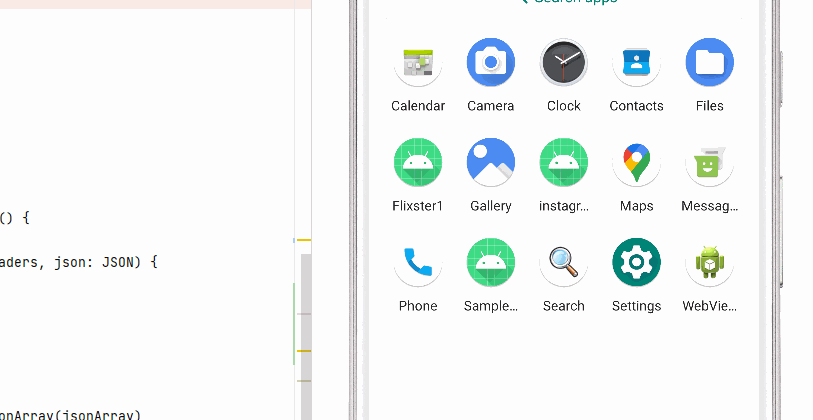 Search apps
Calendar Camera Clock Contacts Files
Flixster1 Gallery instagr... Maps Messag...
() {
aders, json: JSON) {
Phone Sample... Search Settings WebVie...
onArray(jsonArray)